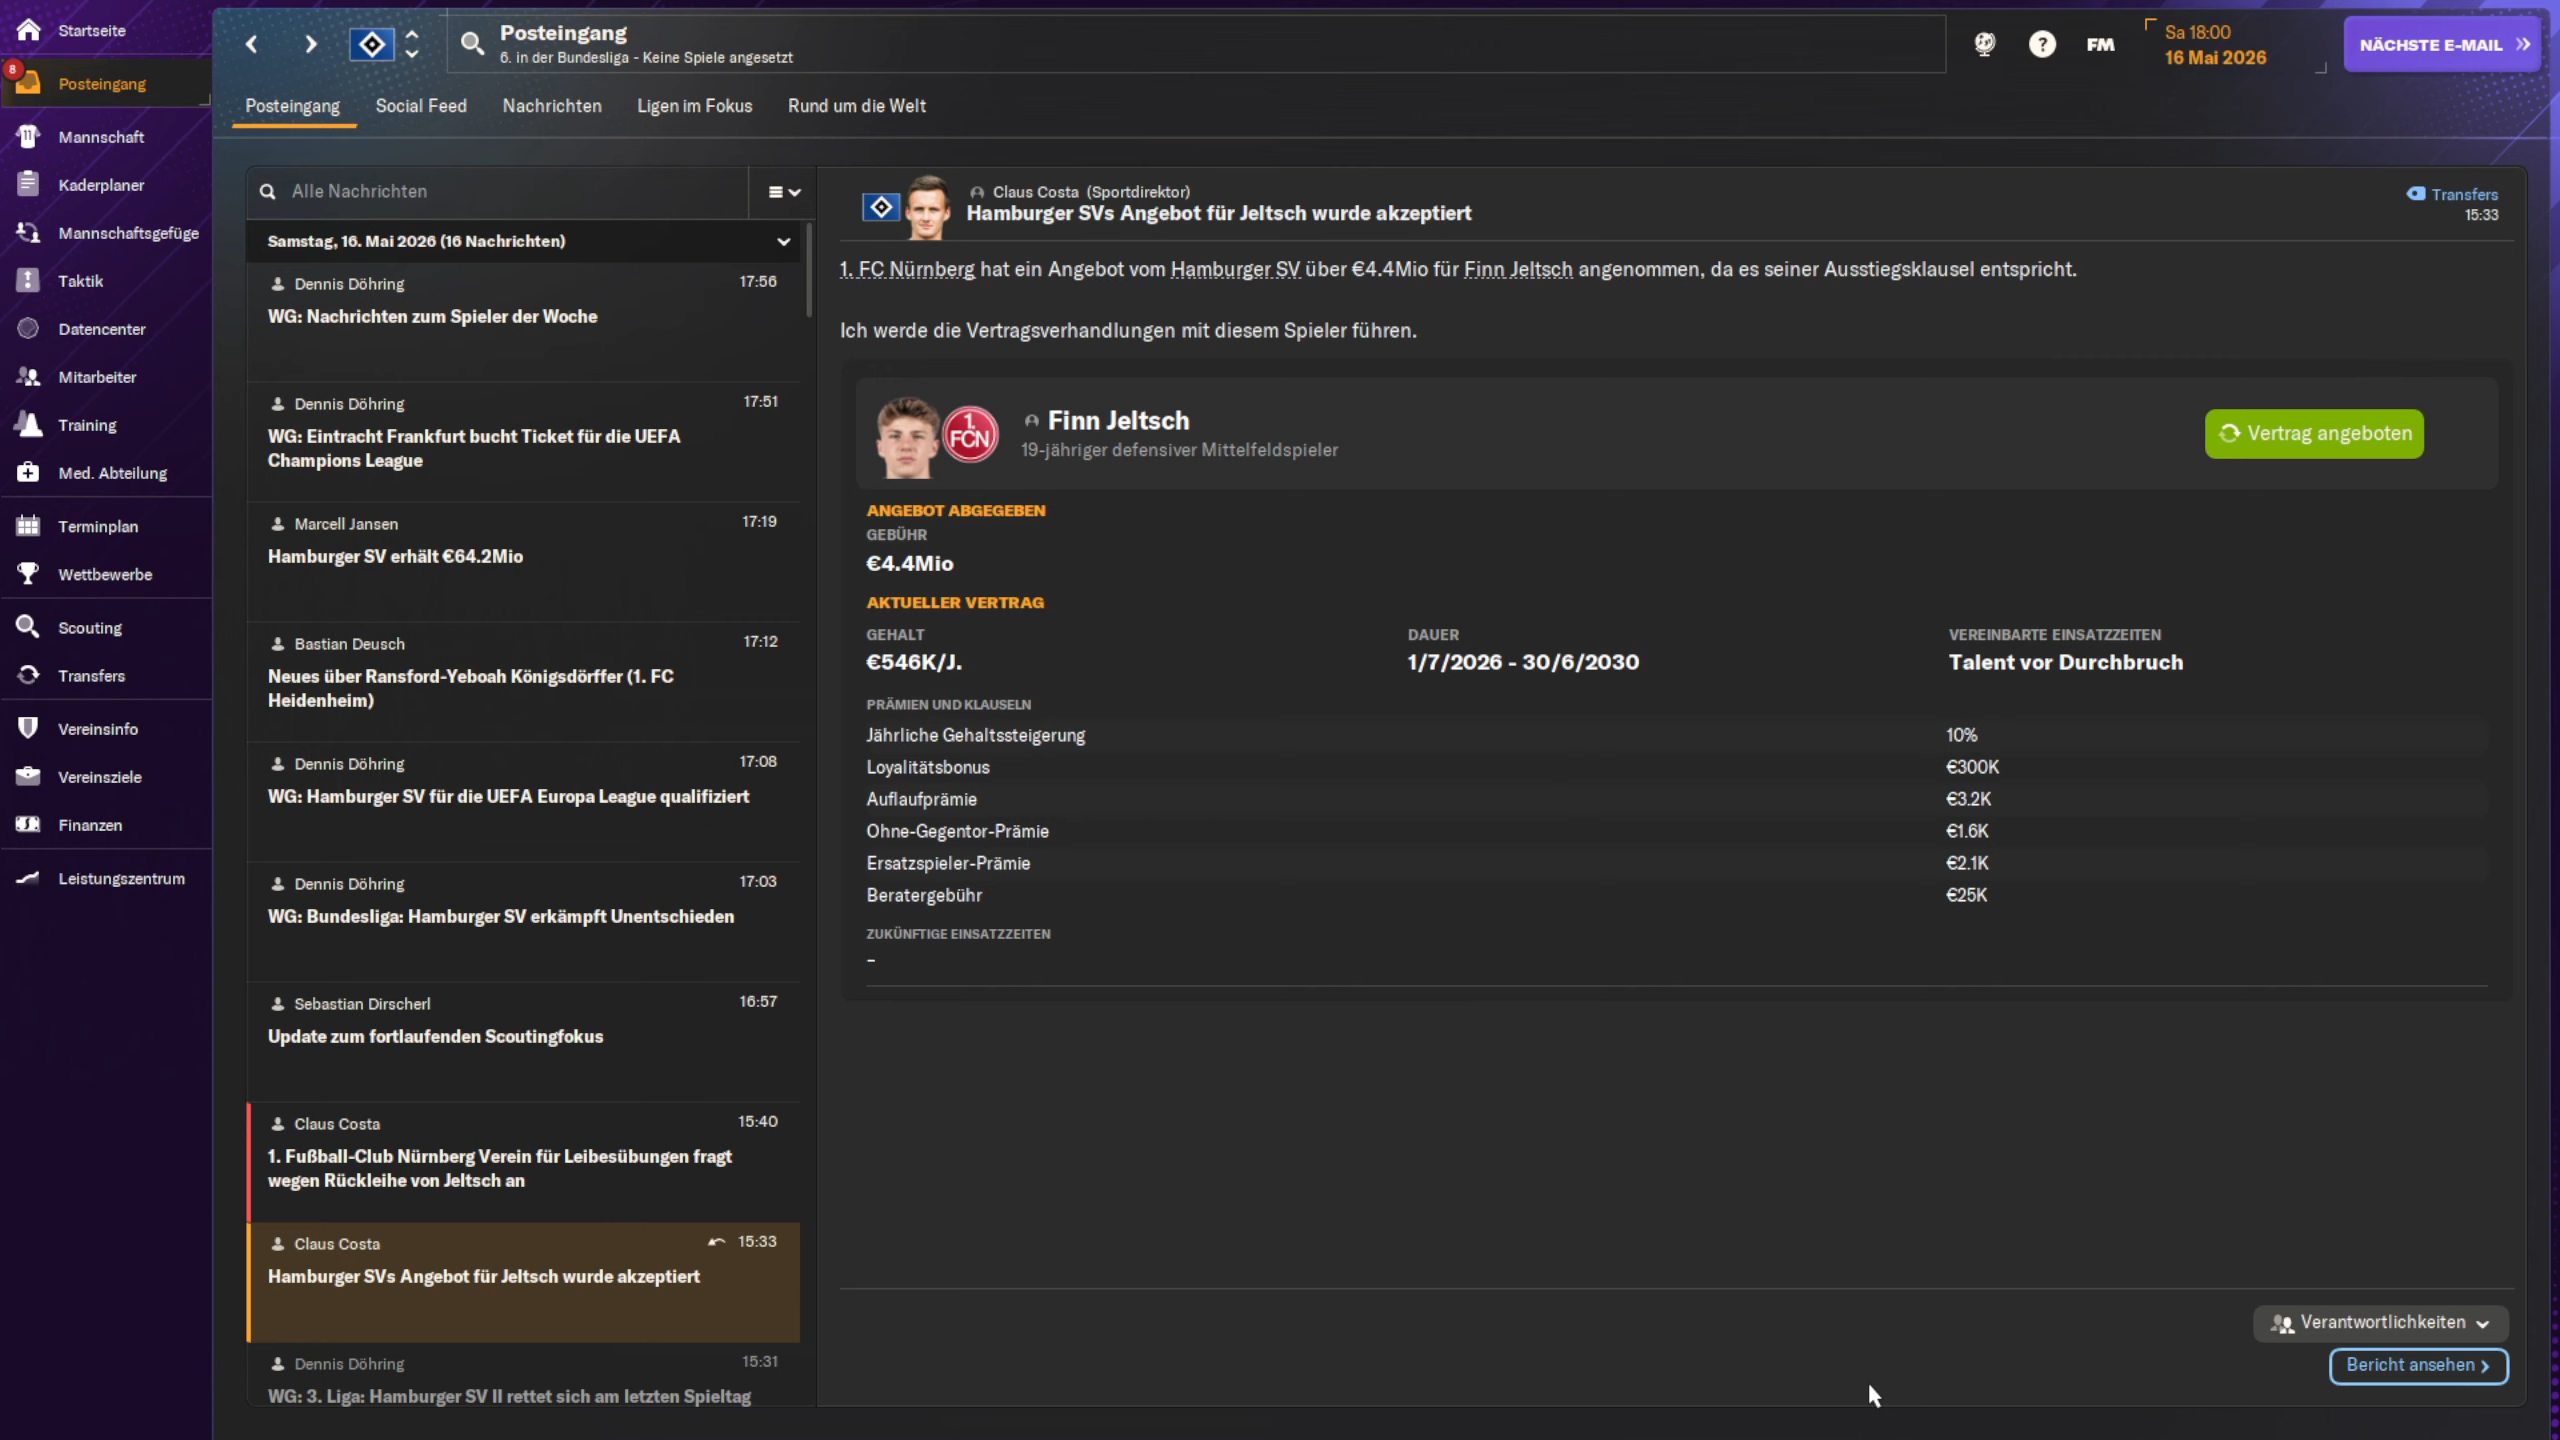 Startseite
8
Posteingang
11
Mannschaft
Kaderplaner
Mannschaftsgefüge
Taktik
Datencenter
Mitarbeiter
Training
Med. Abteilung
Terminplan
Wettbewerbe
Scouting
Transfers
Vereinsinfo
Vereinsziele
Finanzen
Leistungszentrum
Posteingang
6. in der Bundesliga - Keine Spiele angesetzt
?
FM
Sa 18:00
16 Mai 2026
NÄCHSTE E-MAIL
Posteingang
Social Feed
Nachrichten
Ligen im Fokus
Rund um die Welt
Alle Nachrichten
Samstag, 16. Mai 2026 (16 Nachrichten)
Dennis Döhring 17:56
WG: Nachrichten zum Spieler der Woche
Dennis Döhring 17:51
WG: Eintracht Frankfurt bucht Ticket für die UEFA
Champions League
Marcell Jansen 17:19
Hamburger SV erhält €64.2Mio
Bastian Deusch 17:12
Neues über Ransford-Yeboah Königsdörffer (1. FC
Heidenheim)
Dennis Döhring 17:08
WG: Hamburger SV für die UEFA Europa League qualifiziert
Dennis Döhring 17:03
WG: Bundesliga: Hamburger SV erkämpft Unentschieden
Sebastian Dirscherl 16:57
Update zum fortlaufenden Scoutingfokus
Claus Costa 15:40
1. Fußball-Club Nürnberg Verein für Leibesübungen fragt
wegen Rückleihe von Jeltsch an
Claus Costa 15:33
Hamburger SVs Angebot für Jeltsch wurde akzeptiert
Dennis Döhring 15:31
WG: 3. Liga: Hamburger SV II rettet sich am letzten Spieltag
Claus Costa (Sportdirektor)
Hamburger SVs Angebot für Jeltsch wurde akzeptiert
Transfers
15:33
1. FC Nürnberg hat ein Angebot vom Hamburger SV über €4.4Mio für Finn Jeltsch angenommen, da es seiner Ausstiegsklausel entspricht.
Ich werde die Vertragsverhandlungen mit diesem Spieler führen.
1.
FCN
Finn Jeltsch
19-jähriger defensiver Mittelfeldspieler
Vertrag angeboten
ANGEBOT ABGEGEBEN
GEBÜHR
€4.4Mio
AKTUELLER VERTRAG
GEHALT DAUER VEREINBARTE EINSATZZEITEN
€546K/J. 1/7/2026 - 30/6/2030 Talent vor Durchbruch
PRÄMIEN UND KLAUSELN
Jährliche Gehaltssteigerung 10%
Loyalitätsbonus €300K
Auflaufprämie €3.2K
Ohne-Gegentor-Prämie €1.6K
Ersatzspieler-Prämie €2.1K
Beratergebühr €25K
ZUKÜNFTIGE EINSATZZEITEN
-
Verantwortlichkeiten
Bericht ansehen